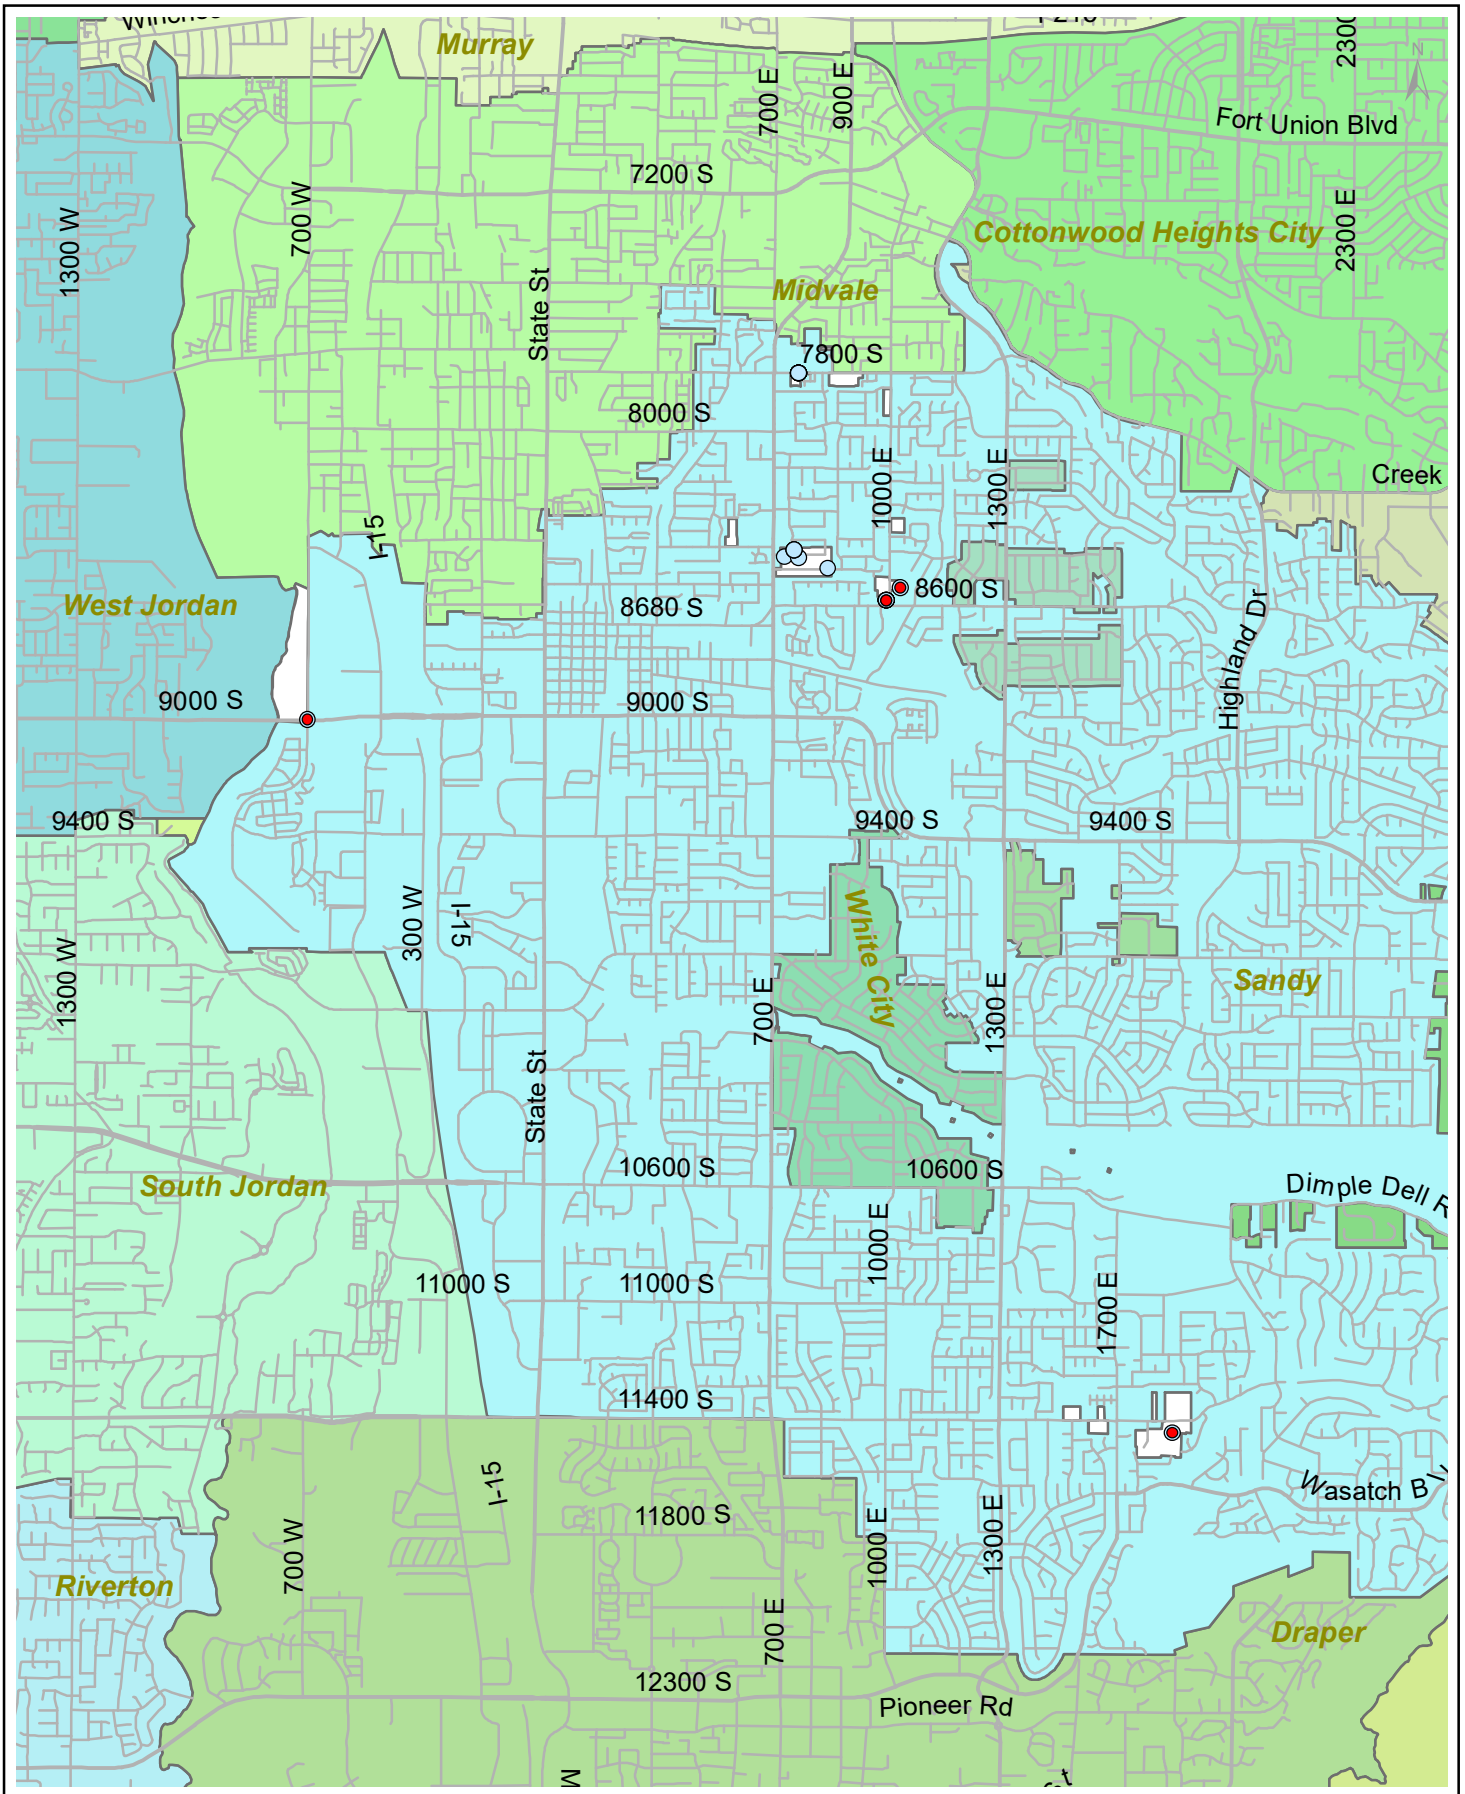 Murray
2300
700 E
900 E
Fort Union Blvd
7200 S
1300 W
700 W
Cottonwood Heights City
2300 E
State St
Midvale
7800 S
8000 S
1000 E
1300 E
Creek
I-15
West Jordan
8600 S
8680 S
Highland Dr
9000 S
9000 S
9400 S
9400 S
9400 S
300 W
I-15
White City
1300 W
700 E
1300 E
Sandy
State St
10600 S
10600 S
South Jordan
Dimple Dell R
1000 E
11000 S
11000 S
1700 E
11400 S
I-15
Wasatch Blv
11800 S
700 W
1000 E
1300 E
Riverton
700 E
Draper
12300 S
Pioneer Rd
M
N